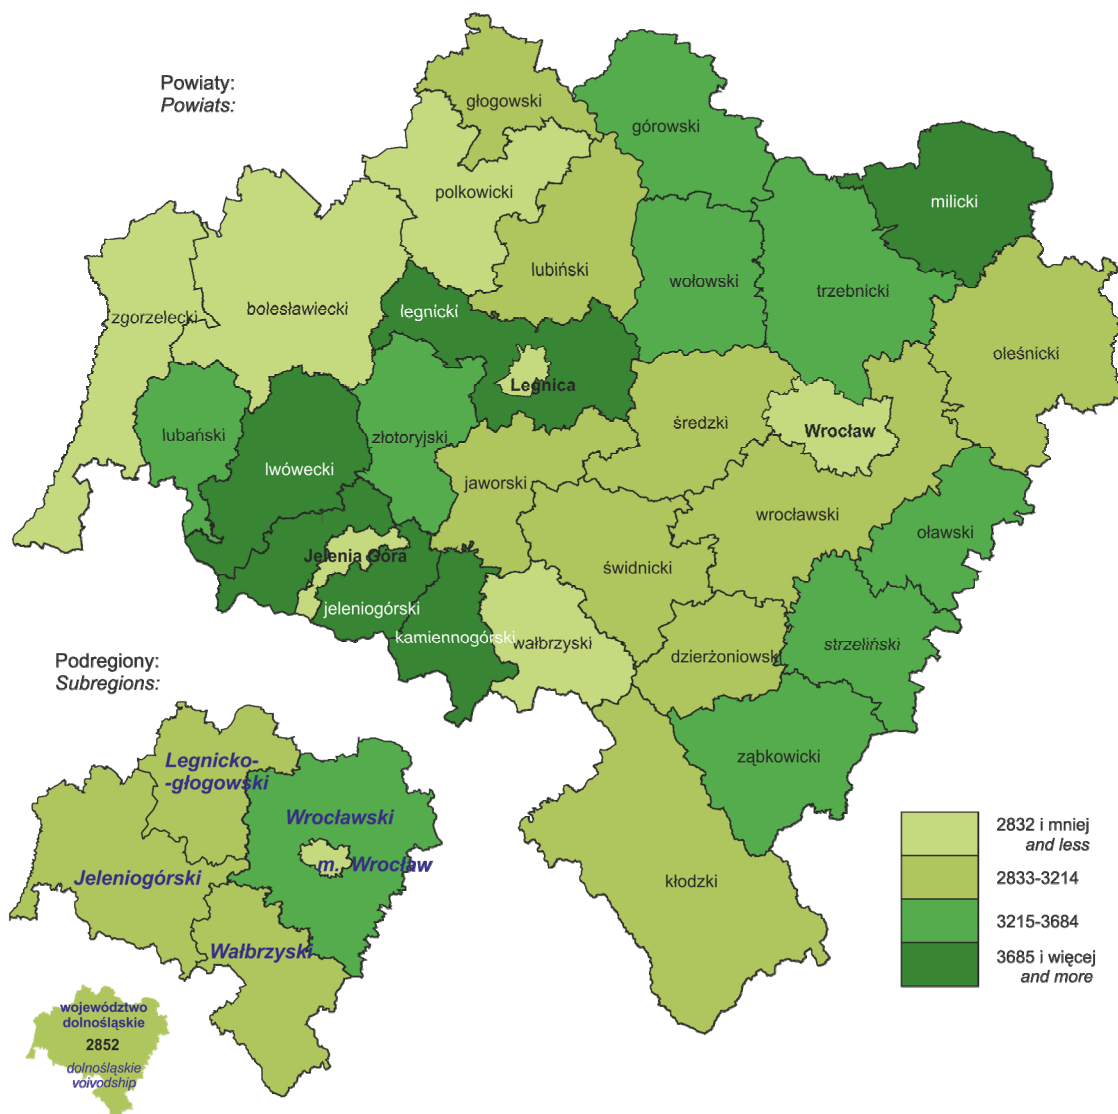 Powiaty:
Powiats:
głogowski
górowski
polkowicki
milicki
lubiński
wołowski
trzebnicki
zgorzelecki
bolesławiecki
legnicki
oleśnicki
Legnica
lubański
złotoryjski
średzki
Wrocław
lwówecki
jaworski
wrocławski
oławski
Jelenia Góra
świdnicki
jeleniogórski
kamiennogórski
wałbrzyski
dzierżoniowsk
strzeliński
ząbkowicki
kłodzki
Podregiony:
Subregions:
Legnicko-
-głogowski
Wrocławski
m. Wrocław
Jeleniogórski
Wałbrzyski
województwo
dolnośląskie
2852
dolnośląskie
voivodship
2832 i mniej
and less
2833-3214
3215-3684
3685 i więcej
and more